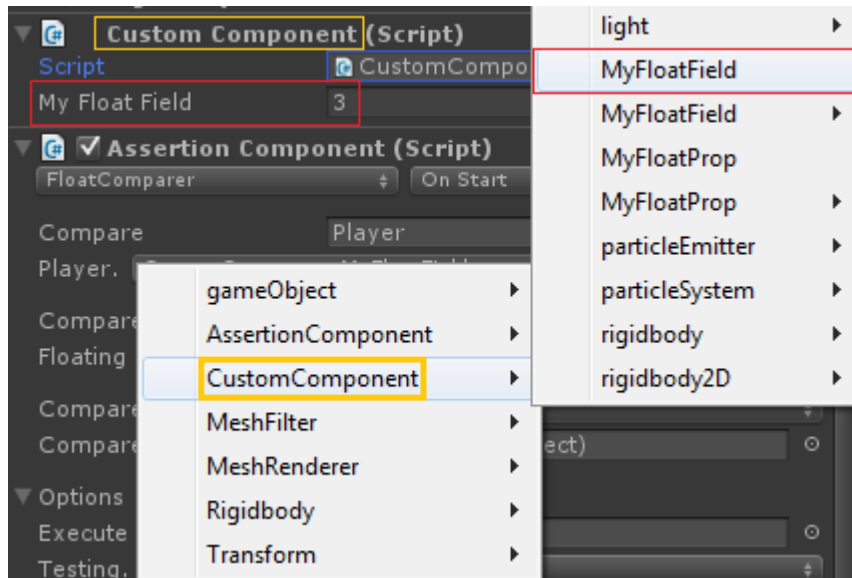 Custom Component (Script)
Script CustomCompo
My Float Field 3
Assertion Component (Script)
FloatComparer On Start
Compare Player
Player.
Compare
Floating
Compare
Compare ect)
Options
Execute
Testing.
gameObject
AssertionComponent
CustomComponent
MeshFilter
MeshRenderer
Rigidbody
Transform
light
MyFloatField
MyFloatField
MyFloatProp
MyFloatProp
particleEmitter
particleSystem
rigidbody
rigidbody2D